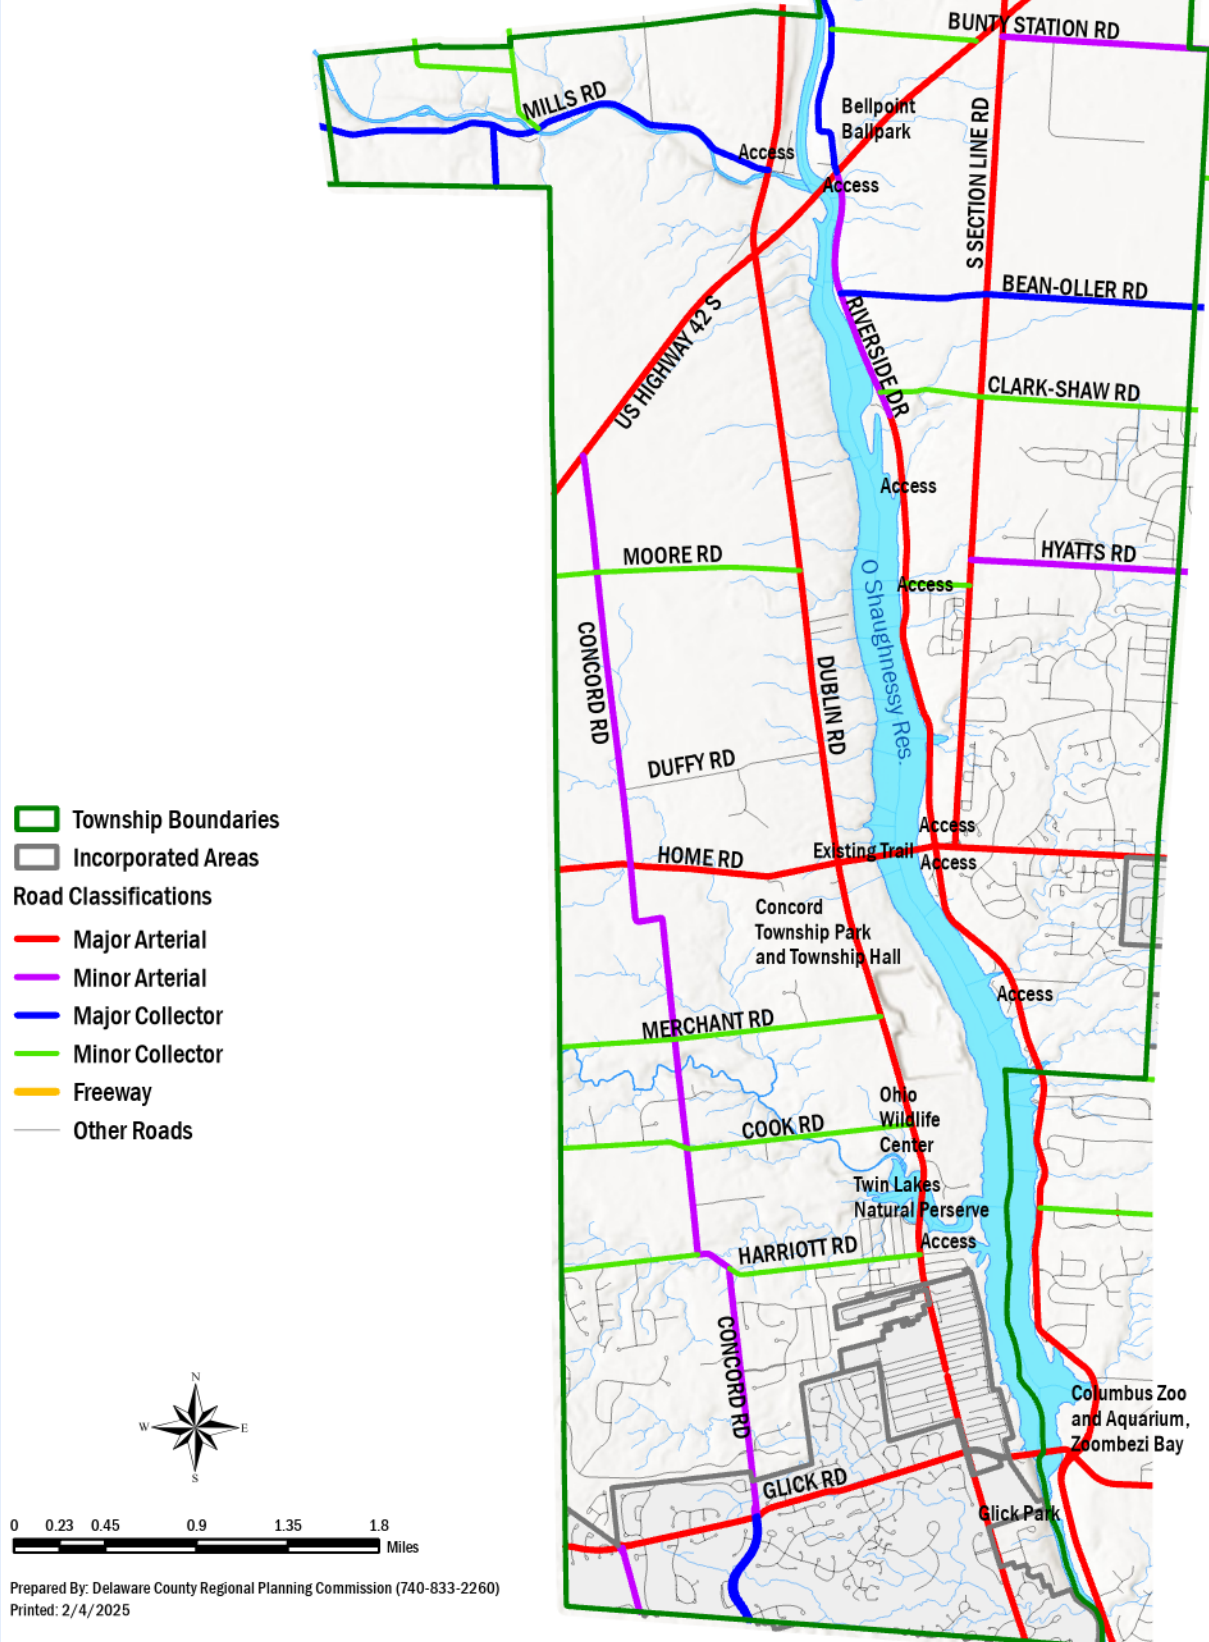 BUNTY STATION RD
MILLS RD
Bellpoint
Ballpark
Access
Access
S SECTION LINE RD
BEAN-OLLER RD
US HIGHWAY 42 S
RIVERSIDE DR
CLARK-SHAW RD
Access
MOORE RD
HYATTS RD
Access
O Shaughnessy Res.
CONCORD RD
DUBLIN RD
DUFFY RD
Access
HOME RD
Existing Trail
Access
Concord
Township Park
and Township Hall
Access
MERCHANT RD
Ohio
Wildlife
Center
COOK RD
Twin Lakes
Natural Perserve
Access
HARRIOTT RD
CONCORD RD
Columbus Zoo
and Aquarium,
Zoombezi Bay
GLICK RD
Glick Park
Township Boundaries
Incorporated Areas
Road Classifications
Major Arterial
Minor Arterial
Major Collector
Minor Collector
Freeway
Other Roads
N
W
E
S
0 0.23 0.45 0.9 1.35 1.8
Miles
Prepared By: Delaware County Regional Planning Commission (740-833-2260)
Printed: 2/4/2025